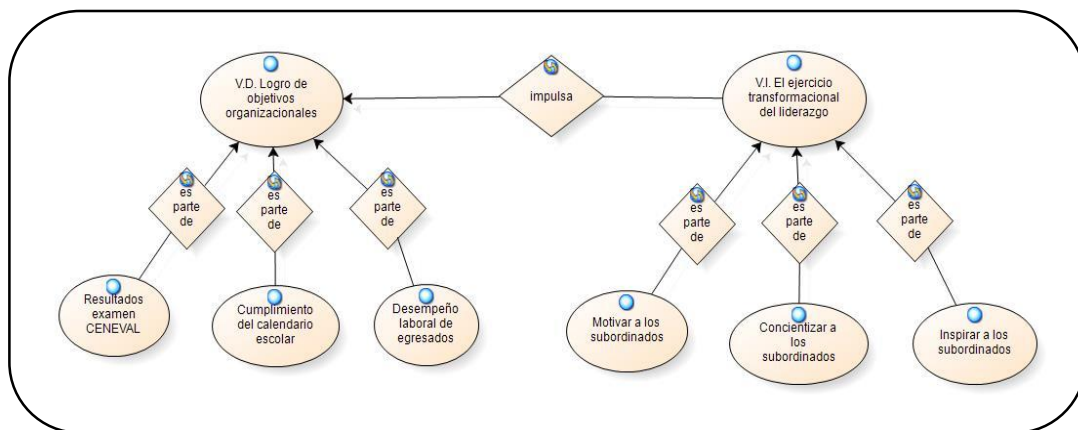 V.D. Logro de
objetivos
organizacionales
impulsa
V.I. El ejercicio
transformacional
del liderazgo
es
parte
de
es
parte
de
es
parte
de
es
parte
de
es
parte
de
es
parte
de
Resultados
examen
CENEVAL
Cumplimiento
del calendario
escolar
Desempeño
laboral de
egresados
Motivar a los
subordinados
Concientizar a
los
subordinados
Inspirar a los
subordinados